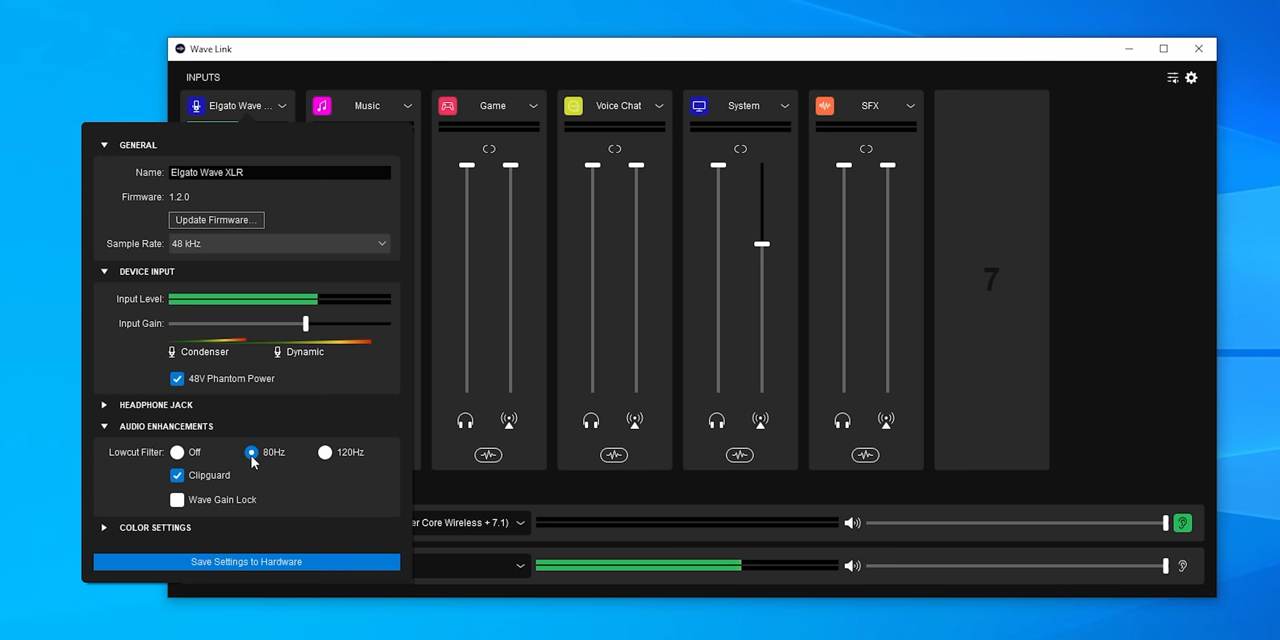 Wave Link
INPUTS
Elgato Wave ...
Music
Game
Voice Chat
System
SFX
GENERAL
Name: Elgato Wave XLR
Firmware: 1.2.0
Update Firmware...
Sample Rate: 48 kHz
DEVICE INPUT
Input Level:
Input Gain:
Condenser Dynamic
48V Phantom Power
HEADPHONE JACK
AUDIO ENHANCEMENTS
Lowcut Filter: Off 80Hz 120Hz
Clipguard
Wave Gain Lock
COLOR SETTINGS
Save Settings to Hardware
7
er Core Wireless + 7.1)